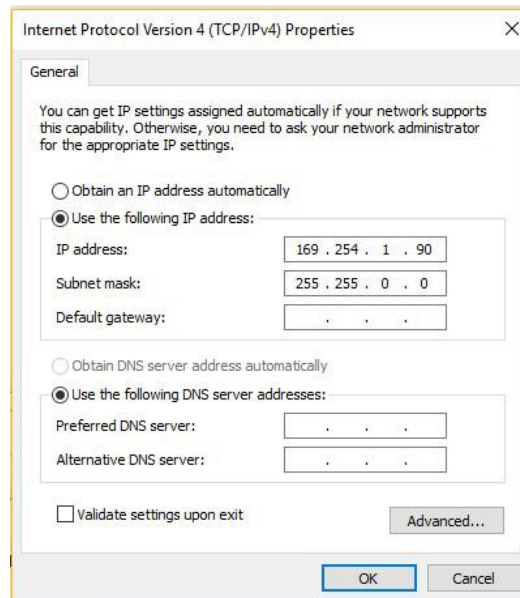 Internet Protocol Version 4 (TCP/IPv4) Properties
General
You can get IP settings assigned automatically if your network supports
this capability. Otherwise, you need to ask your network administrator
for the appropriate IP settings.
Obtain an IP address automatically
Use the following IP address:
IP address: 169 . 254 . 1 . 90
Subnet mask: 255 . 255 . 0 . 0
Default gateway: . . .
Obtain DNS server address automatically
Use the following DNS server addresses:
Preferred DNS server: . . .
Alternative DNS server: . . .
Validate settings upon exit
Advanced...
OK Cancel